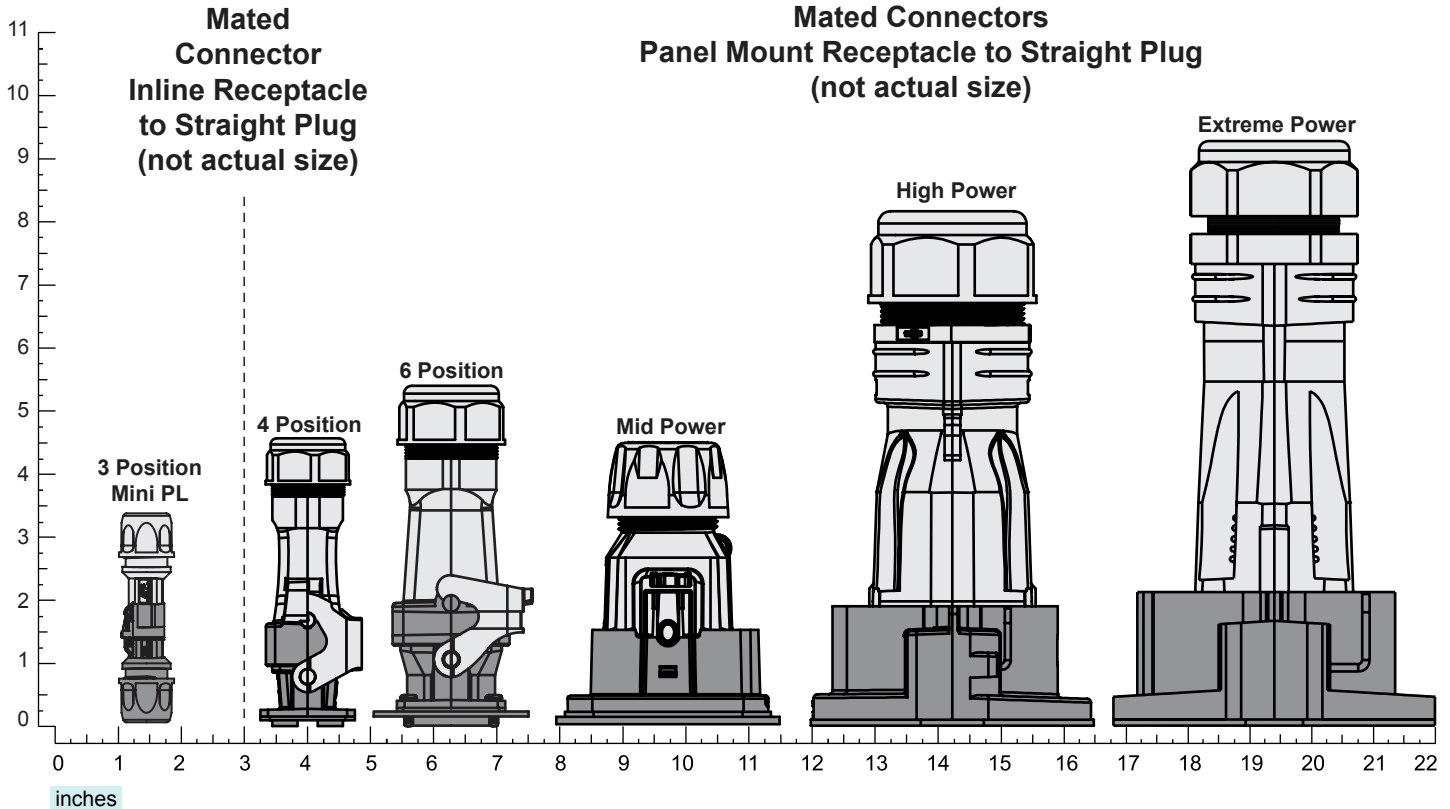 Mated
Connector
Inline Receptacle
to Straight Plug
(not actual size)
Mated Connectors
Panel Mount Receptacle to Straight Plug
(not actual size)
3 Position
Mini PL
4 Position
6 Position
Mid Power
High Power
Extreme Power
11
10
9
8
7
6
5
4
3
2
1
0
0 1 2 3 4 5 6 7 8 9 10 11 12 13 14 15 16 17 18 19 20 21 22
inches